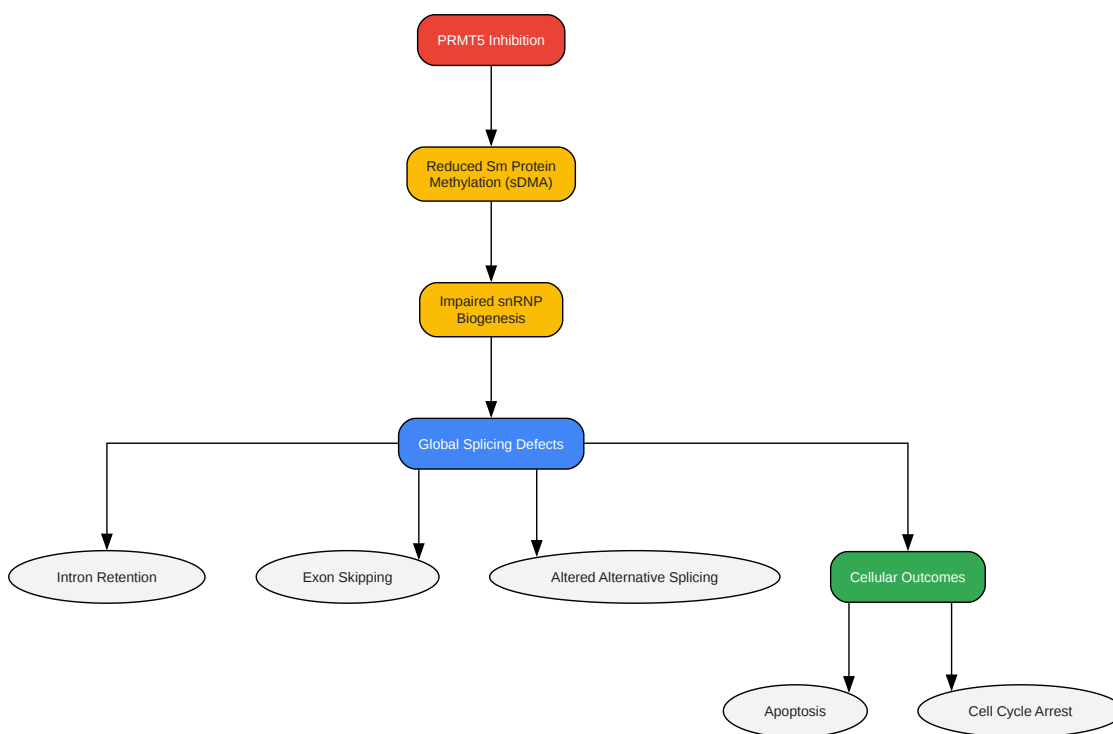 PRMT5 Inhibition
Reduced Sm Protein
Methylation (sDMA)
Impaired snRNP
Biogenesis
Global Splicing Defects
Intron Retention
Exon Skipping
Altered Alternative Splicing
Cellular Outcomes
Apoptosis
Cell Cycle Arrest